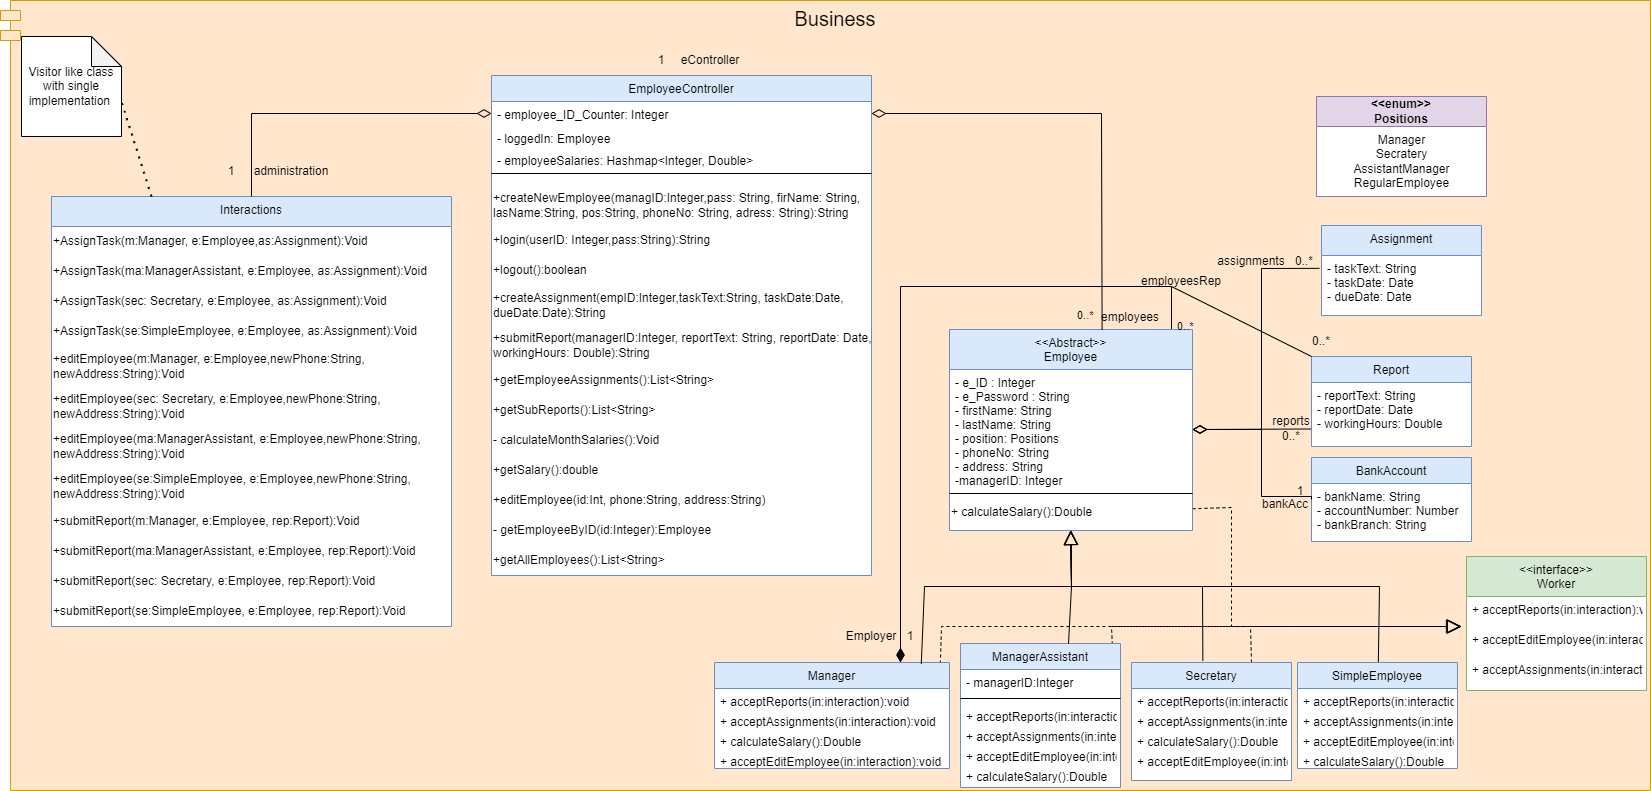 Business
Visitor like class
with single
implementation
1 eController
EmployeeController
- employee_ID_Counter: Integer
- loggedIn: Employee
- employeeSalaries: Hashmap<Integer, Double>
+createNewEmployee(managID:Integer,pass: String, firName: String,
lasName:String, pos:String, phoneNo: String, adress: String):String
+login(userID: Integer,pass:String):String
+logout():boolean
+createAssignment(empID:Integer,taskText:String, taskDate:Date,
dueDate:Date):String
+submitReport(managerID:Integer, reportText: String, reportDate: Date,
workingHours: Double):String
+getEmployeeAssignments():List<String>
+getSubReports():List<String>
- calculateMonthSalaries():Void
+getSalary():double
+editEmployee(id:Int, phone:String, address:String)
- getEmployeeByID(id:Integer):Employee
+getAllEmployees():List<String>
1 administration
Interactions
+AssignTask(m:Manager, e:Employee,as:Assignment):Void
+AssignTask(ma:ManagerAssistant, e:Employee, as:Assignment):Void
+AssignTask(sec: Secretary, e:Employee, as:Assignment):Void
+AssignTask(se:SimpleEmployee, e:Employee, as:Assignment):Void
+editEmployee(m:Manager, e:Employee,newPhone:String,
newAddress:String):Void
+editEmployee(sec: Secretary, e:Employee,newPhone:String,
newAddress:String):Void
+editEmployee(ma:ManagerAssistant, e:Employee,newPhone:String,
newAddress:String):Void
+editEmployee(se:SimpleEmployee, e:Employee,newPhone:String,
newAddress:String):Void
+submitReport(m:Manager, e:Employee, rep:Report):Void
+submitReport(ma:ManagerAssistant, e:Employee, rep:Report):Void
+submitReport(sec: Secretary, e:Employee, rep:Report):Void
+submitReport(se:SimpleEmployee, e:Employee, rep:Report):Void
<<enum>>
Positions
Manager
Secratery
AssistantManager
RegularEmployee
Assignment
- taskText: String
- taskDate: Date
- dueDate: Date
assignments 0..*
employeesRep
0..* employees
0..*
0..*
<<Abstract>>
Employee
- e_ID : Integer
- e_Password : String
- firstName: String
- lastName: String
- position: Positions
- phoneNo: String
- address: String
-managerID: Integer
+ calculateSalary():Double
Report
- reportText: String
- reportDate: Date
- workingHours: Double
reports
0..*
BankAccount
- bankName: String
- accountNumber: Number
- bankBranch: String
1
bankAcc
<<interface>>
Worker
+ acceptReports(in:interaction):v
+ acceptEditEmployee(in:interac
+ acceptAssignments(in:interact
Employer 1
Manager
+ acceptReports(in:interaction):void
+ acceptAssignments(in:interaction):void
+ calculateSalary():Double
+ acceptEditEmployee(in:interaction):void
ManagerAssistant
- managerID:Integer
+ acceptReports(in:interactic
+ acceptAssignments(in:inte
+ acceptEditEmployee(in:int
+ calculateSalary():Double
Secretary
+ acceptReports(in:interactic
+ acceptAssignments(in:inte
+ calculateSalary():Double
+ acceptEditEmployee(in:int
SimpleEmployee
+ acceptReports(in:interactic
+ acceptAssignments(in:inte
+ acceptEditEmployee(in:int
+ calculateSalary():Double